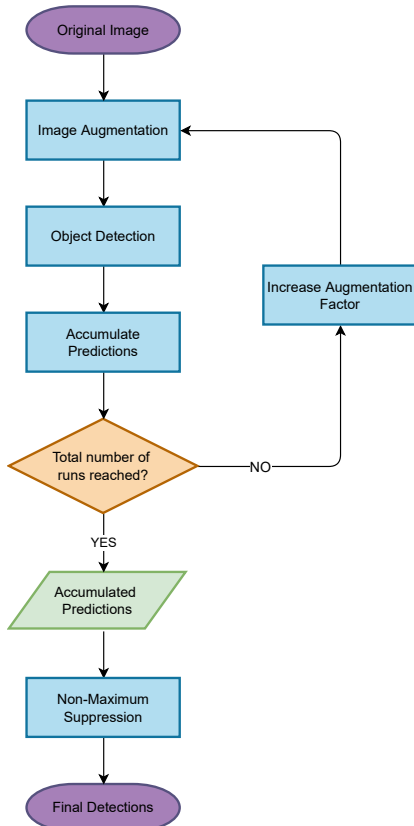 Original Image
Image Augmentation
Object Detection
Increase Augmentation
Factor
Accumulate
Predictions
Total number of
runs reached?
NO
YES
Accumulated
Predictions
Non-Maximum
Suppression
Final Detections